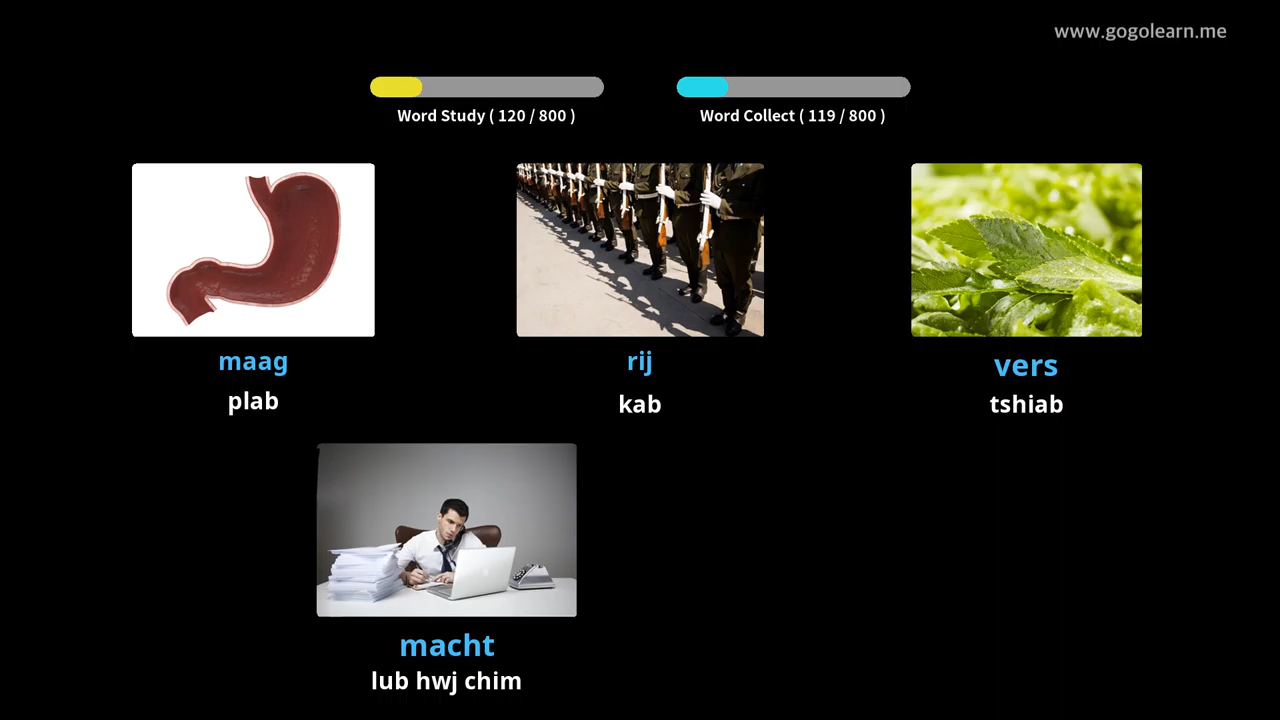 www.gogolearn.me
Word Study ( 120 / 800 )
Word Collect ( 119 / 800 )
maag
plab
rij
kab
vers
tshiab
macht
lub hwj chim